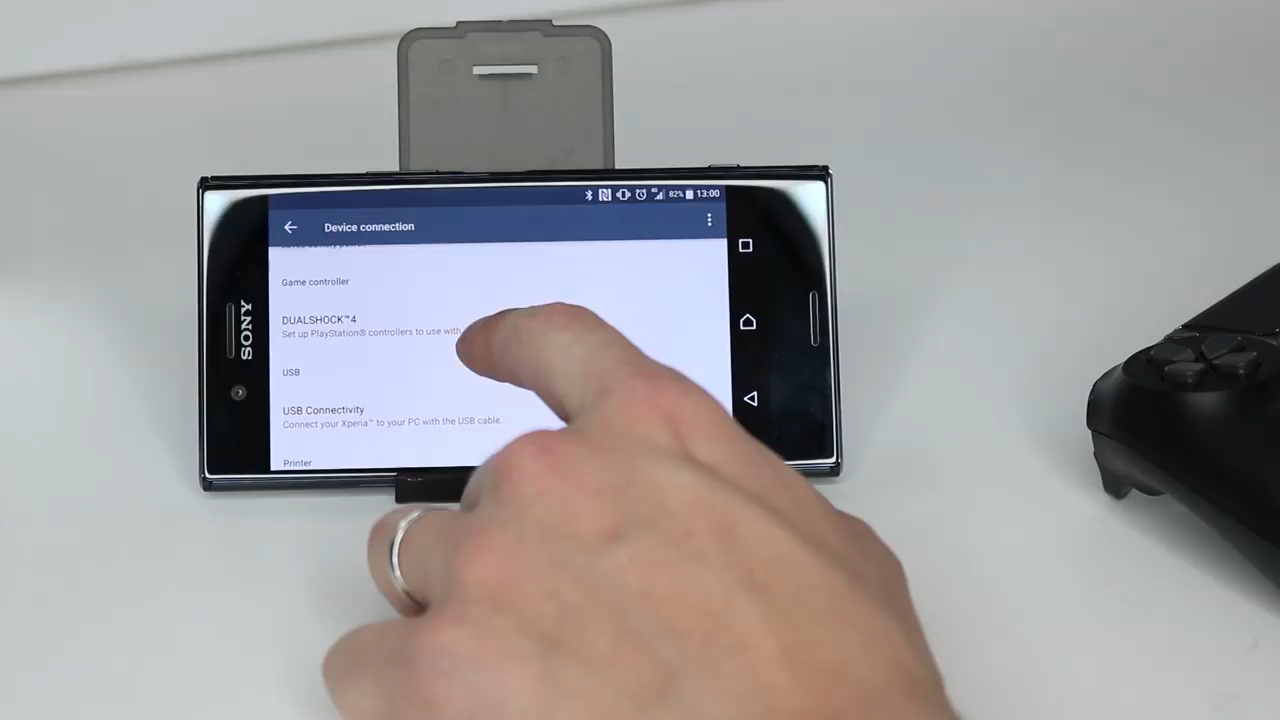 82% 13:00
Device connection
Game controller
DUALSHOCK™4
Set up PlayStation® controllers to use with
USB
USB Connectivity
Connect your Xperia™ to your PC with the USB cable.
Printer
SONY